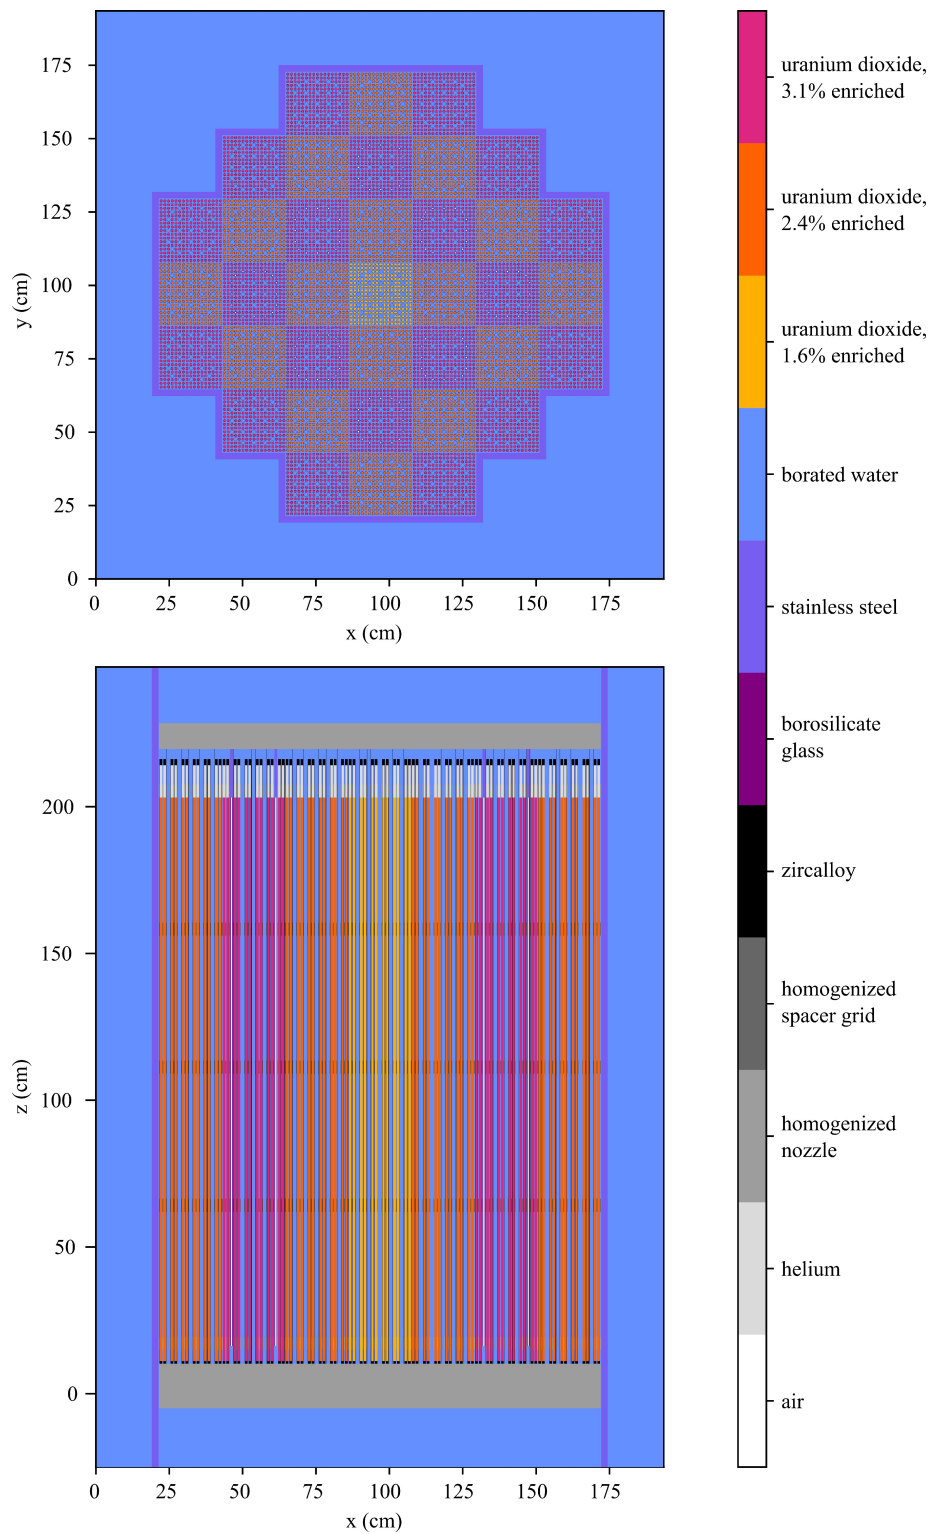 175
150
125
100
75
50
25
0
y (cm)
0 25 50 75 100 125 150 175
x (cm)
200
150
100
50
0
z (cm)
0 25 50 75 100 125 150 175
x (cm)
uranium dioxide,
3.1% enriched
uranium dioxide,
2.4% enriched
uranium dioxide,
1.6% enriched
borated water
stainless steel
borosilicate
glass
zircalloy
homogenized
spacer grid
homogenized
nozzle
helium
air